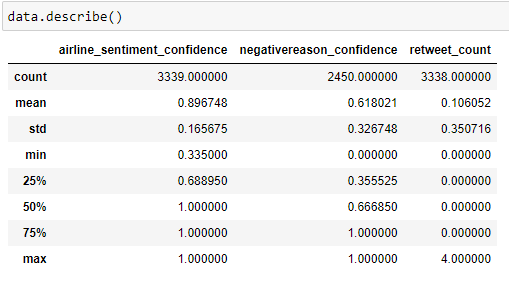 data.describe()
airline_sentiment_confidence negativereason_confidence retweet_count
count 3339.000000 2450.000000 3338.000000
mean 0.896748 0.618021 0.106052
std 0.165675 0.326748 0.350716
min 0.335000 0.000000 0.000000
25% 0.688950 0.355525 0.000000
50% 1.000000 0.666850 0.000000
75% 1.000000 1.000000 0.000000
max 1.000000 1.000000 4.000000